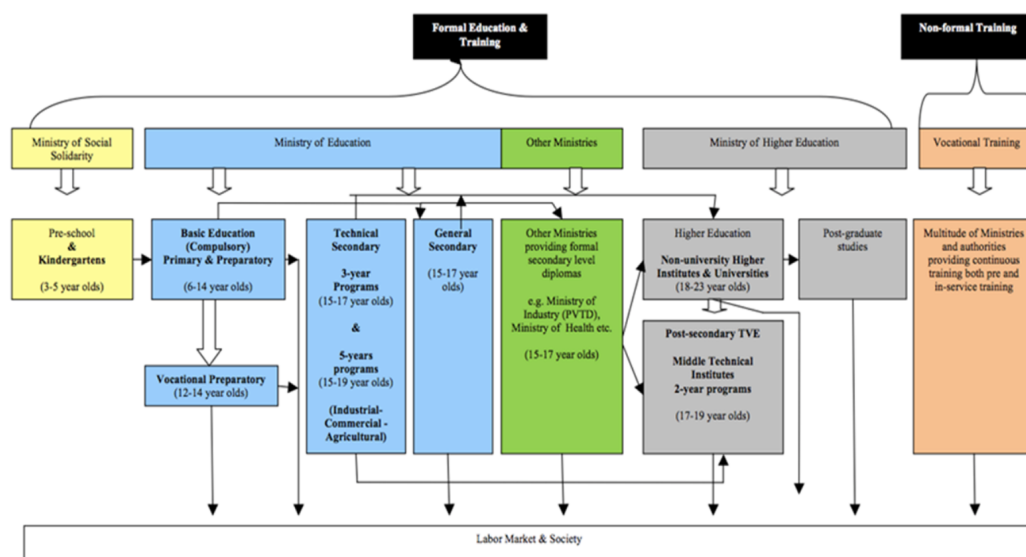 Formal Education &
Training
Non-formal Training
Ministry of Social
Solidarity
Ministry of Education
Other Ministries
Ministry of Higher Education
Vocational Training
Pre-school
&
Kindergartens
(3-5 year olds)
Basic Education
(Compulsory)
Primary & Preparatory
(6-14 year olds)
Vocational Preparatory
(12-14 year olds)
Technical
Secondary
3-year
Programs
(15-17 year olds)
&
5-years
programs
(15-19 year olds)
(Industrial-
Commercial -
Agricultural)
General
Secondary
(15-17 year
olds)
Other Ministries
providing formal
secondary level
diplomas
e.g. Ministry of
Industry (PVTD),
Ministry of Health etc.
(15-17 year olds)
Higher Education
Non-university Higher
Institutes & Universities
(18-23 year olds)
Post-secondary TVE
Middle Technical
Institutes
2-year programs
(17-19 year olds)
Post-graduate
studies
Multitude of Ministries
and authorities
providing continuous
training both pre and
in-service training
Labor Market & Society